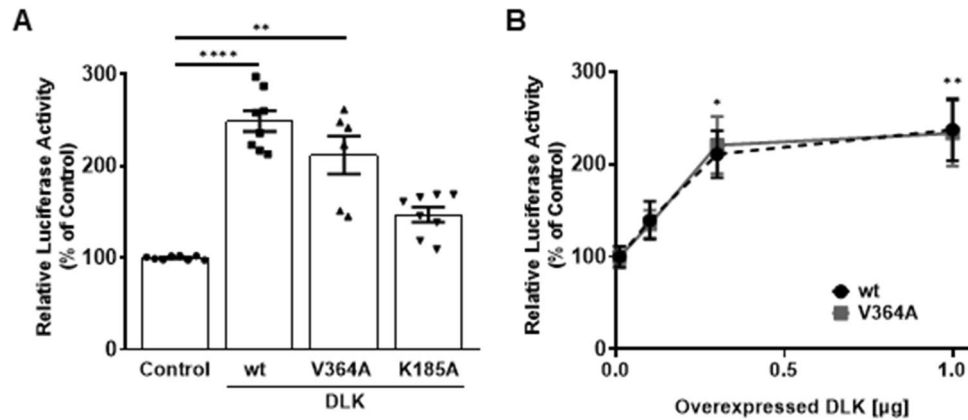 A
**
****
Relative Luciferase Activity
(% of Control)
300
200
100
0
Control
wt
V364A
K185A
DLK
B
Relative Luciferase Activity
(% of Control)
300
200
100
0
*
**
wt
V364A
0.0
0.5
1.0
Overexpressed DLK [µg]